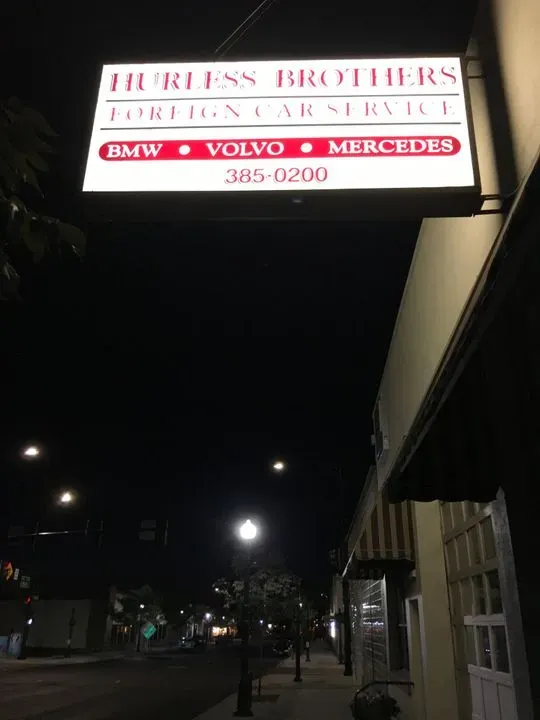 HURLESS BROTHERS
FOREIGN CAR SERVICE
BMW • VOLVO • MERCEDES
385-0200